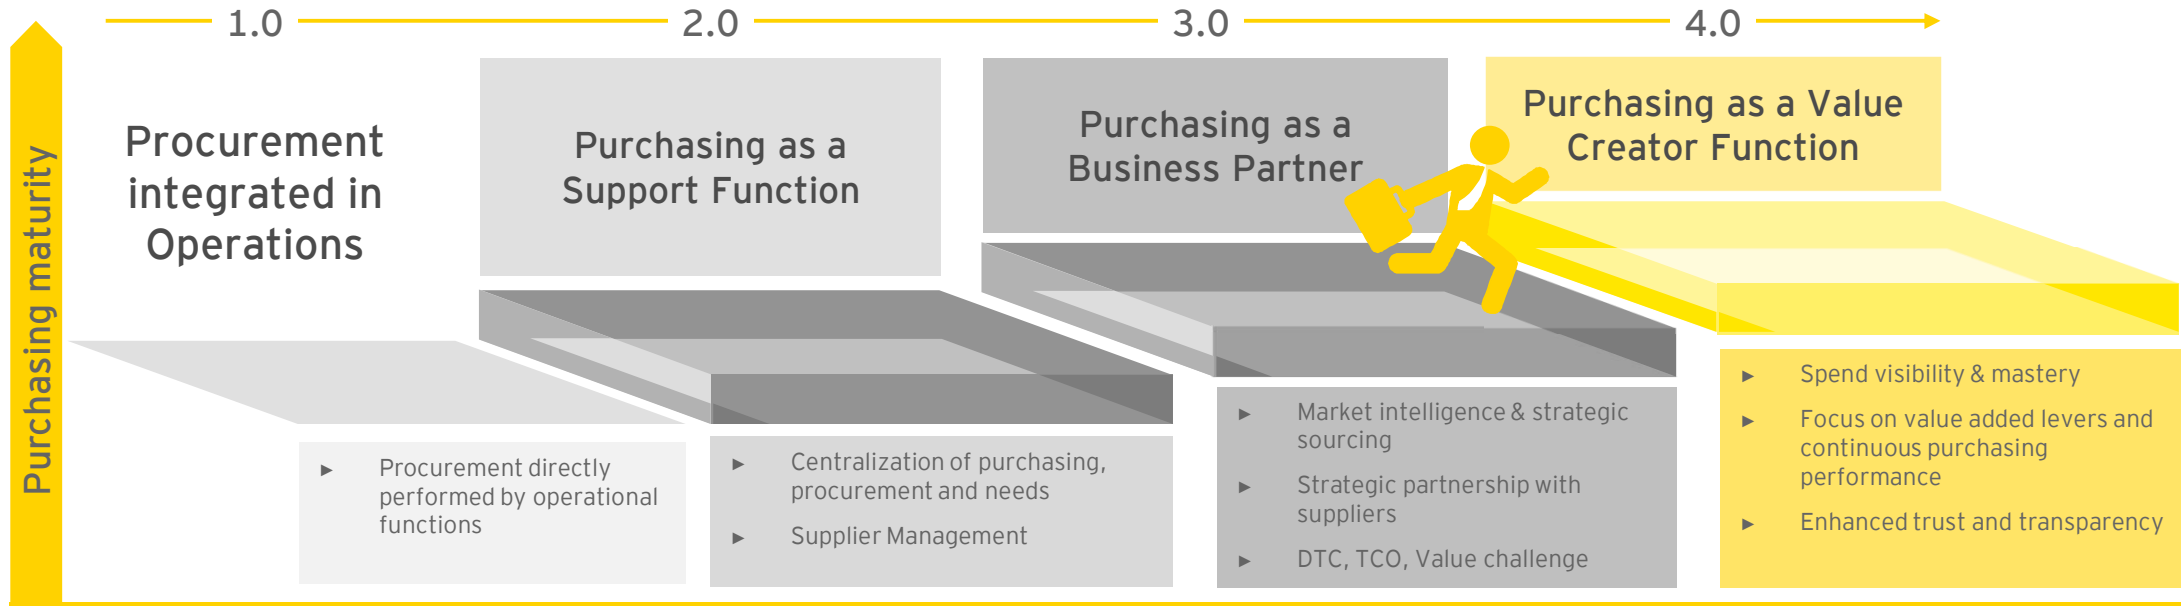 1.0
2.0
3.0
4.0
Purchasing maturity
Procurement
integrated in
Operations
Purchasing as a
Support Function
Purchasing as a
Business Partner
Purchasing as a Value
Creator Function
► Procurement directly
performed by operational
functions
► Centralization of purchasing,
procurement and needs
► Supplier Management
► Market intelligence & strategic
sourcing
► Strategic partnership with
suppliers
► DTC, TCO, Value challenge
► Spend visibility & mastery
► Focus on value added levers and
continuous purchasing
performance
► Enhanced trust and transparency